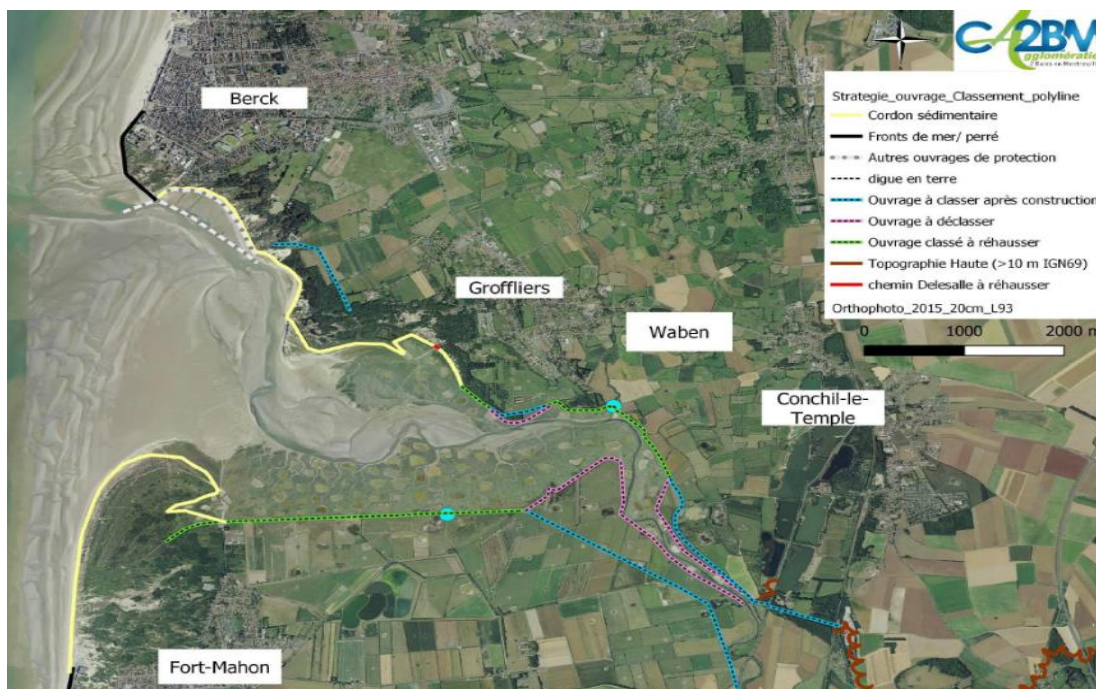 CA2BM
Agglomération
Berck
Strategie_ouvrage_Classement_polyline
Cordon sédimentaire
Fronts de mer/ perré
Autres ouvrages de protection
digue en terre
Ouvrage à classer après construction
Ouvrage à déclasser
Ouvrage classé à réhausser
Topographie Haute (>10 m IGN69)
chemin Delesalle à réhausser
Orthophoto_2015_20cm_L93
0 1000 2000 m
Groffliers
Waben
Conchil-le-
Temple
Fort-Mahon